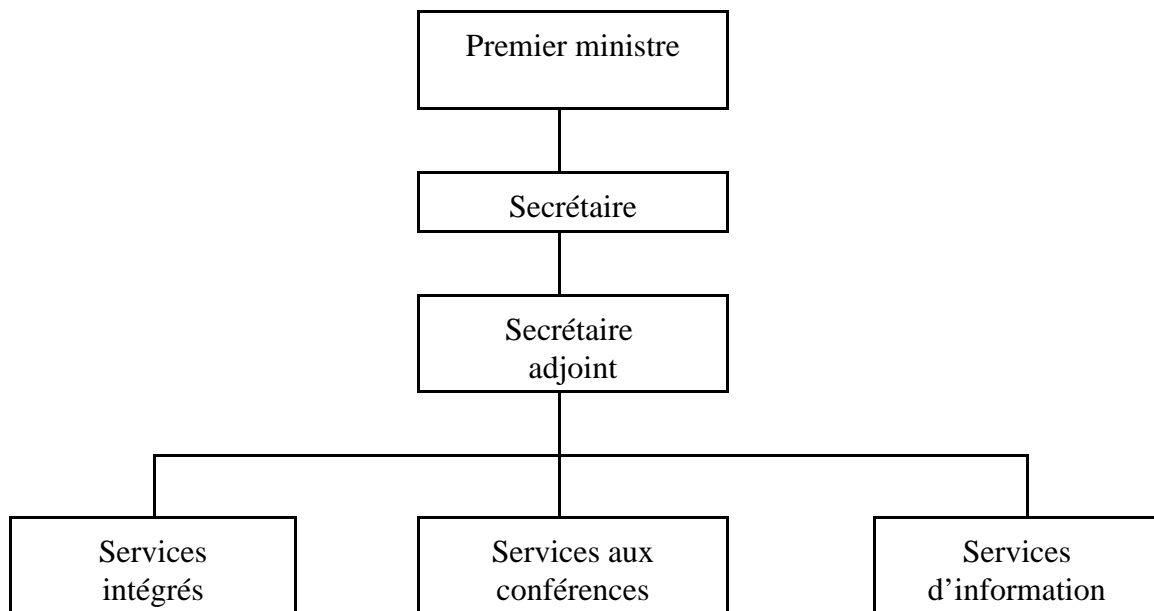 Premier ministre
Secrétaire
Secrétaire
adjoint
Services
intégrés
Services aux
conférences
Services
d’information